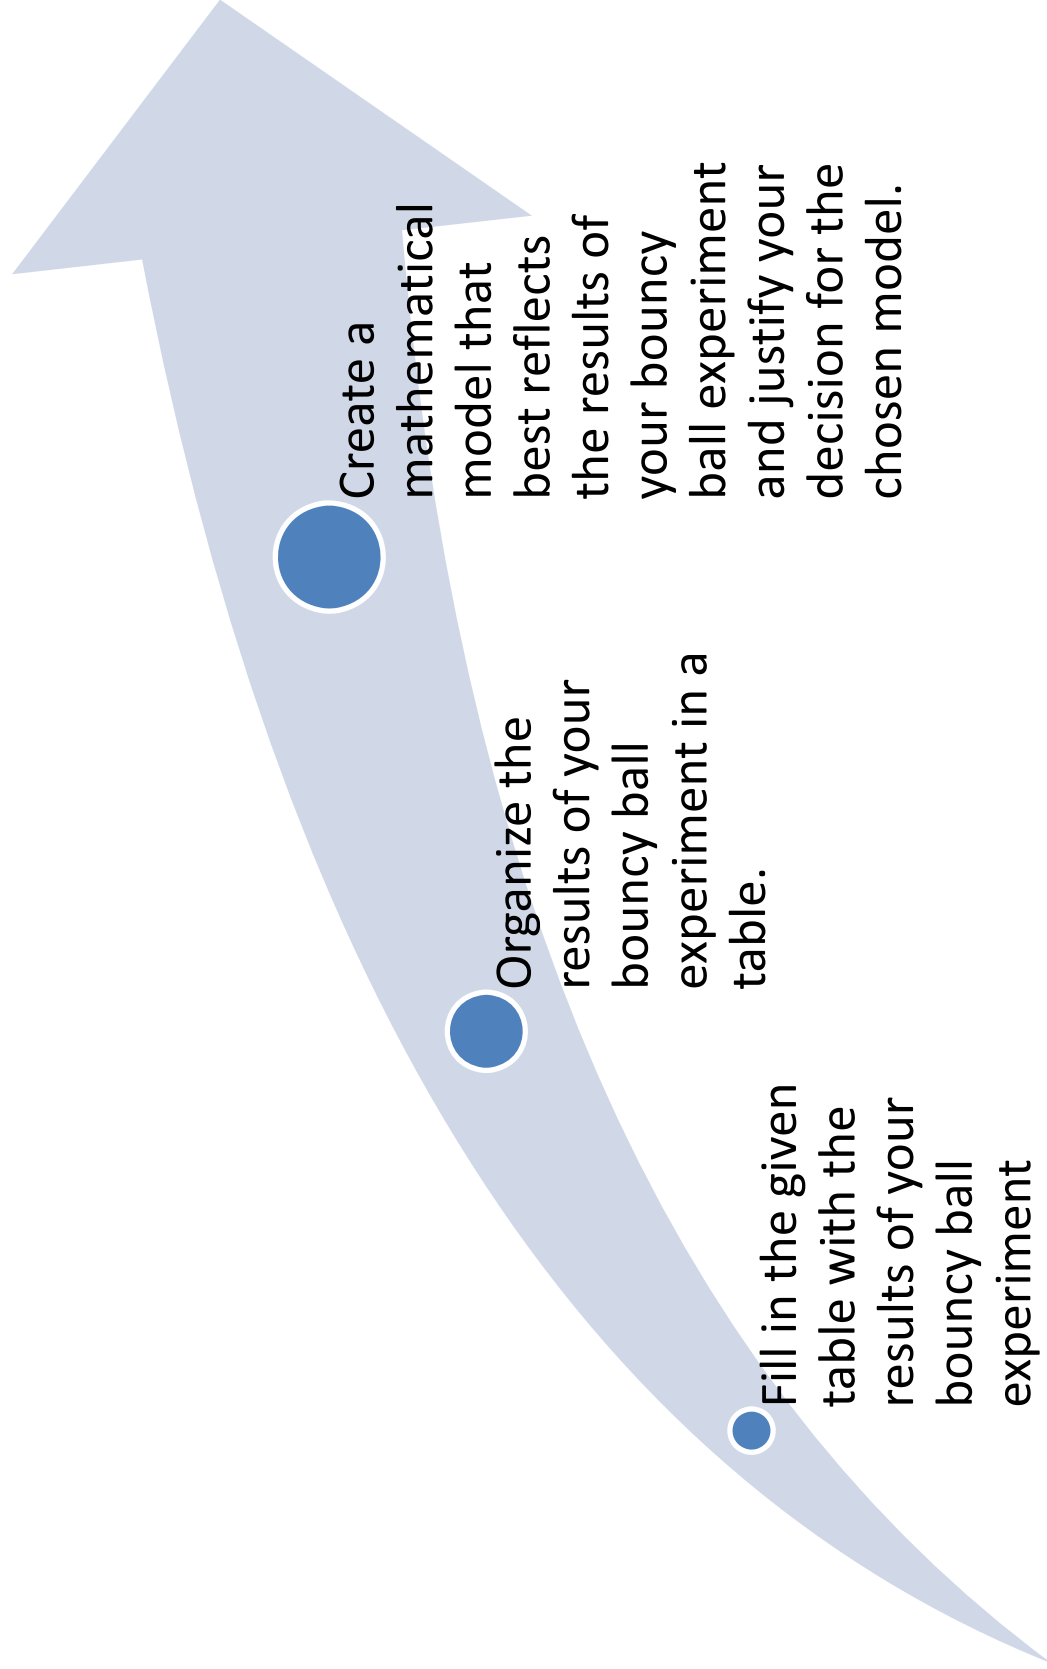 Fill in the given
table with the
results of your
bouncy ball
experiment
Organize the
results of your
bouncy ball
experiment in a
table.
Create a
mathematical
model that
best reflects
the results of
your bouncy
ball experiment
and justify your
decision for the
chosen model.